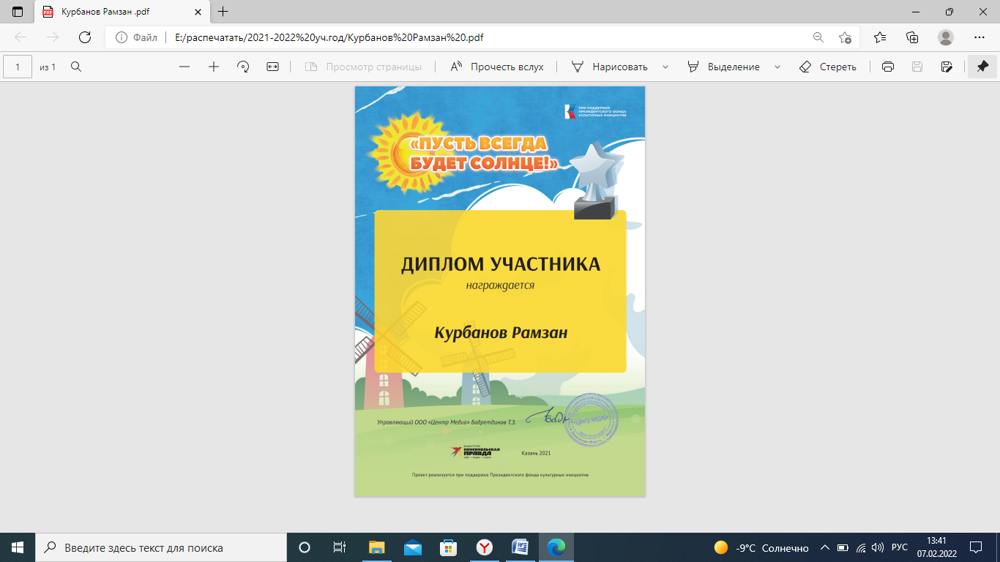 Курбанов Рамзан .pdf
Файл
E:/распечатать/2021-2022%20уч.год/Курбанов%20Рамзан%20.pdf
1 из 1
Просмотр страницы
Прочесть вслух
Нарисовать
Выделение
Стереть
ПРИ ПОДДЕРЖКЕ
ПРЕЗИДЕНТСКОГО ФОНДА
КУЛЬТУРНЫХ ИНИЦИАТИВ
«ПУСТЬ ВСЕГДА
БУДЕТ СОЛНЦЕ!»
ДИПЛОМ УЧАСТНИКА
награждается
Курбанов Рамзан
Управляющий ООО «Центр Медиа» Бадретдинов Т.З.
«Центр Медиа»
КОМСОМОЛЬСКАЯ
ПРАВДА
Казань 2021
Проект реализуется при поддержке Президентского фонда культурных инициатив
Введите здесь текст для поиска
-9°C Солнечно
РУС
13:41
07.02.2022